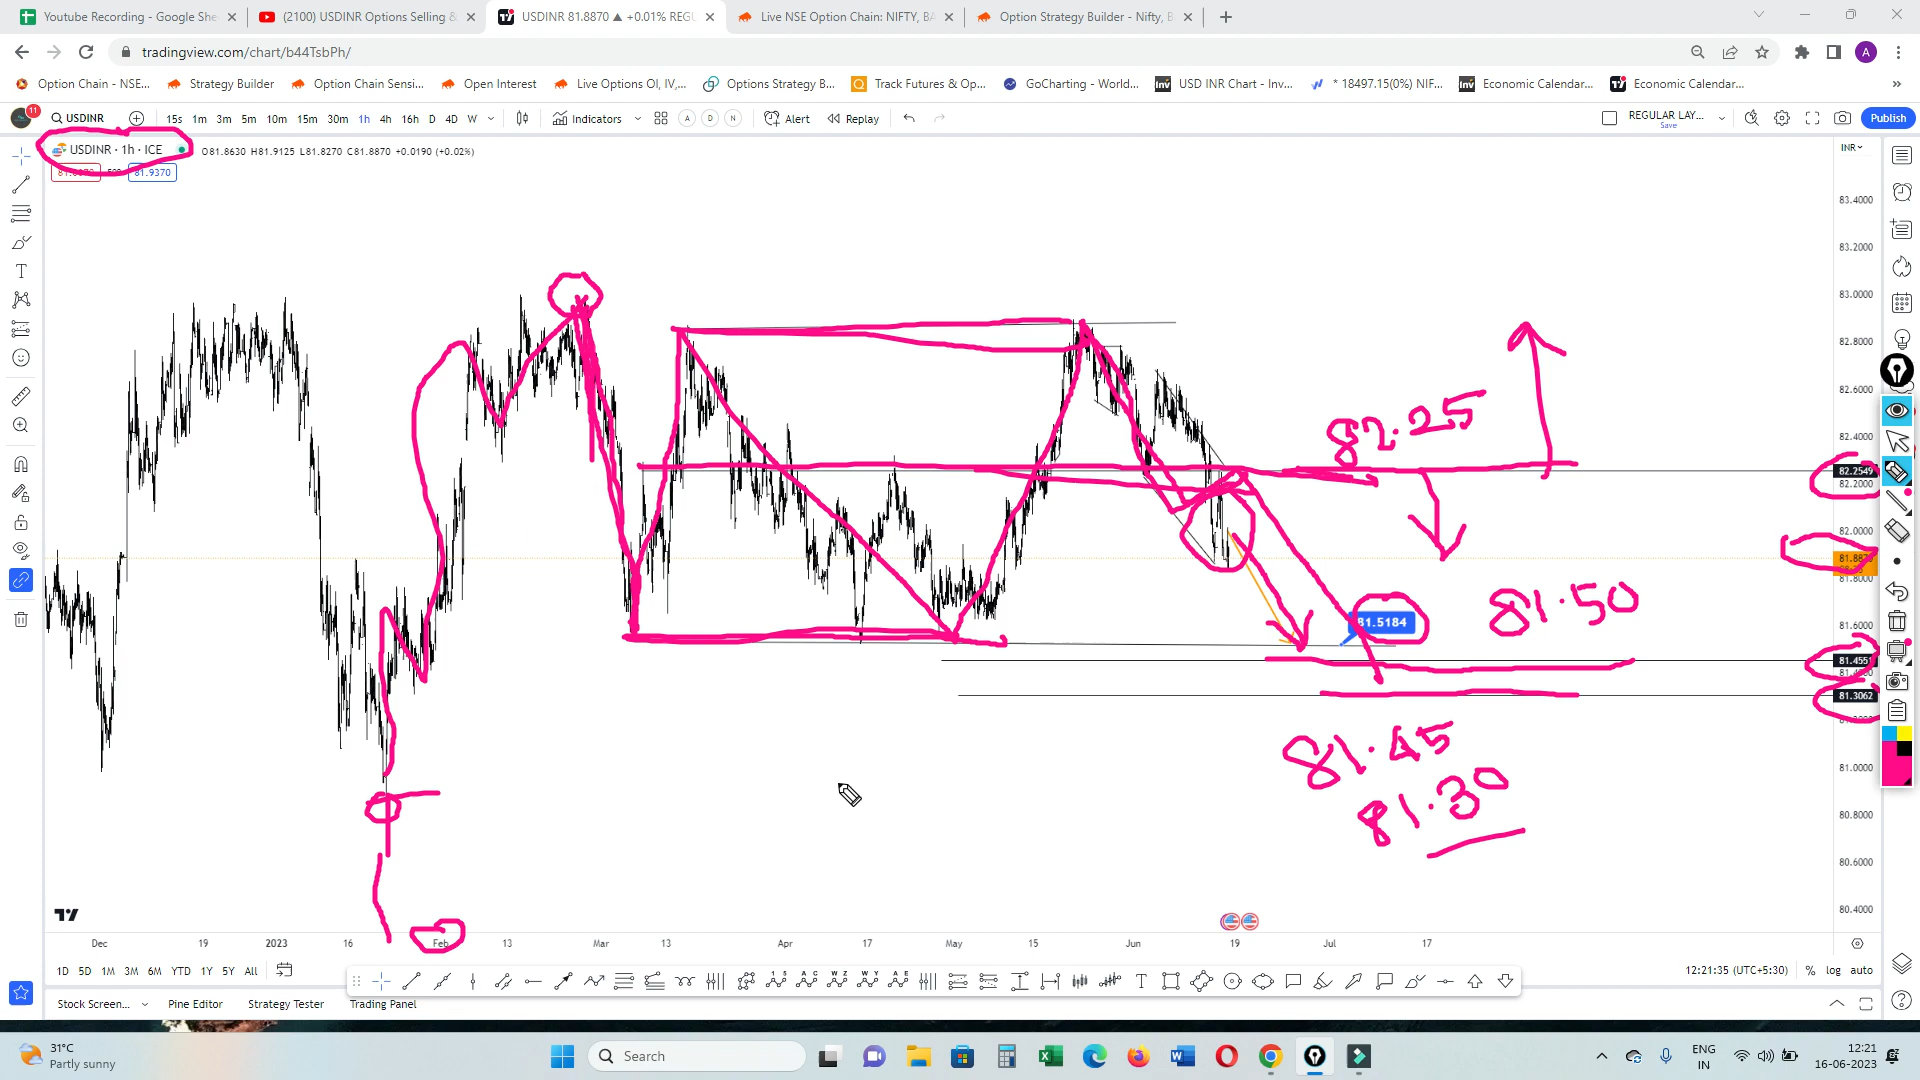 Youtube Recording - Google She
(2100) USDINR Options Selling &
USDINR 81.8870 ▲ +0.01% REGU
Live NSE Option Chain: NIFTY, BA
Option Strategy Builder - Nifty, B
tradingview.com/chart/b44TsbPh/
A
Option Chain - NSE...
Strategy Builder
Option Chain Sensi...
Open Interest
Live Options OI, IV,...
Options Strategy B...
Track Futures & Op...
GoCharting - World...
USD INR Chart - Inv...
* 18497.15(0%) NIF...
Economic Calendar...
Economic Calendar...
11
USDINR
15s 1m 3m 5m 10m 15m 30m 1h 4h 16h D 4D W
Indicators
A D N
Alert
Replay
REGULAR LAY...
Save
Publish
USDINR · 1h · ICE
O81.8630 H81.9125 L81.8270 C81.8870 +0.0190 (+0.02%)
81.9370
INR
83.4000
83.2000
83.0000
82.8000
82.6000
82.4000
82.25
82.2549
82.2000
82.0000
81.8000
81.50
81.5184
81.6000
81.4551
81.3062
81.45
81.30
81.0000
80.8000
80.6000
80.4000
Dec 19 2023 16 Feb 13 Mar 13 Apr 17 May 15 Jun 19 Jul 17
1D 5D 1M 3M 6M YTD 1Y 5Y All
12:21:35 (UTC+5:30) % log auto
Stock Screen...
Pine Editor
Strategy Tester
Trading Panel
31°C
Partly sunny
Search
ENG
IN
12:21
16-06-2023